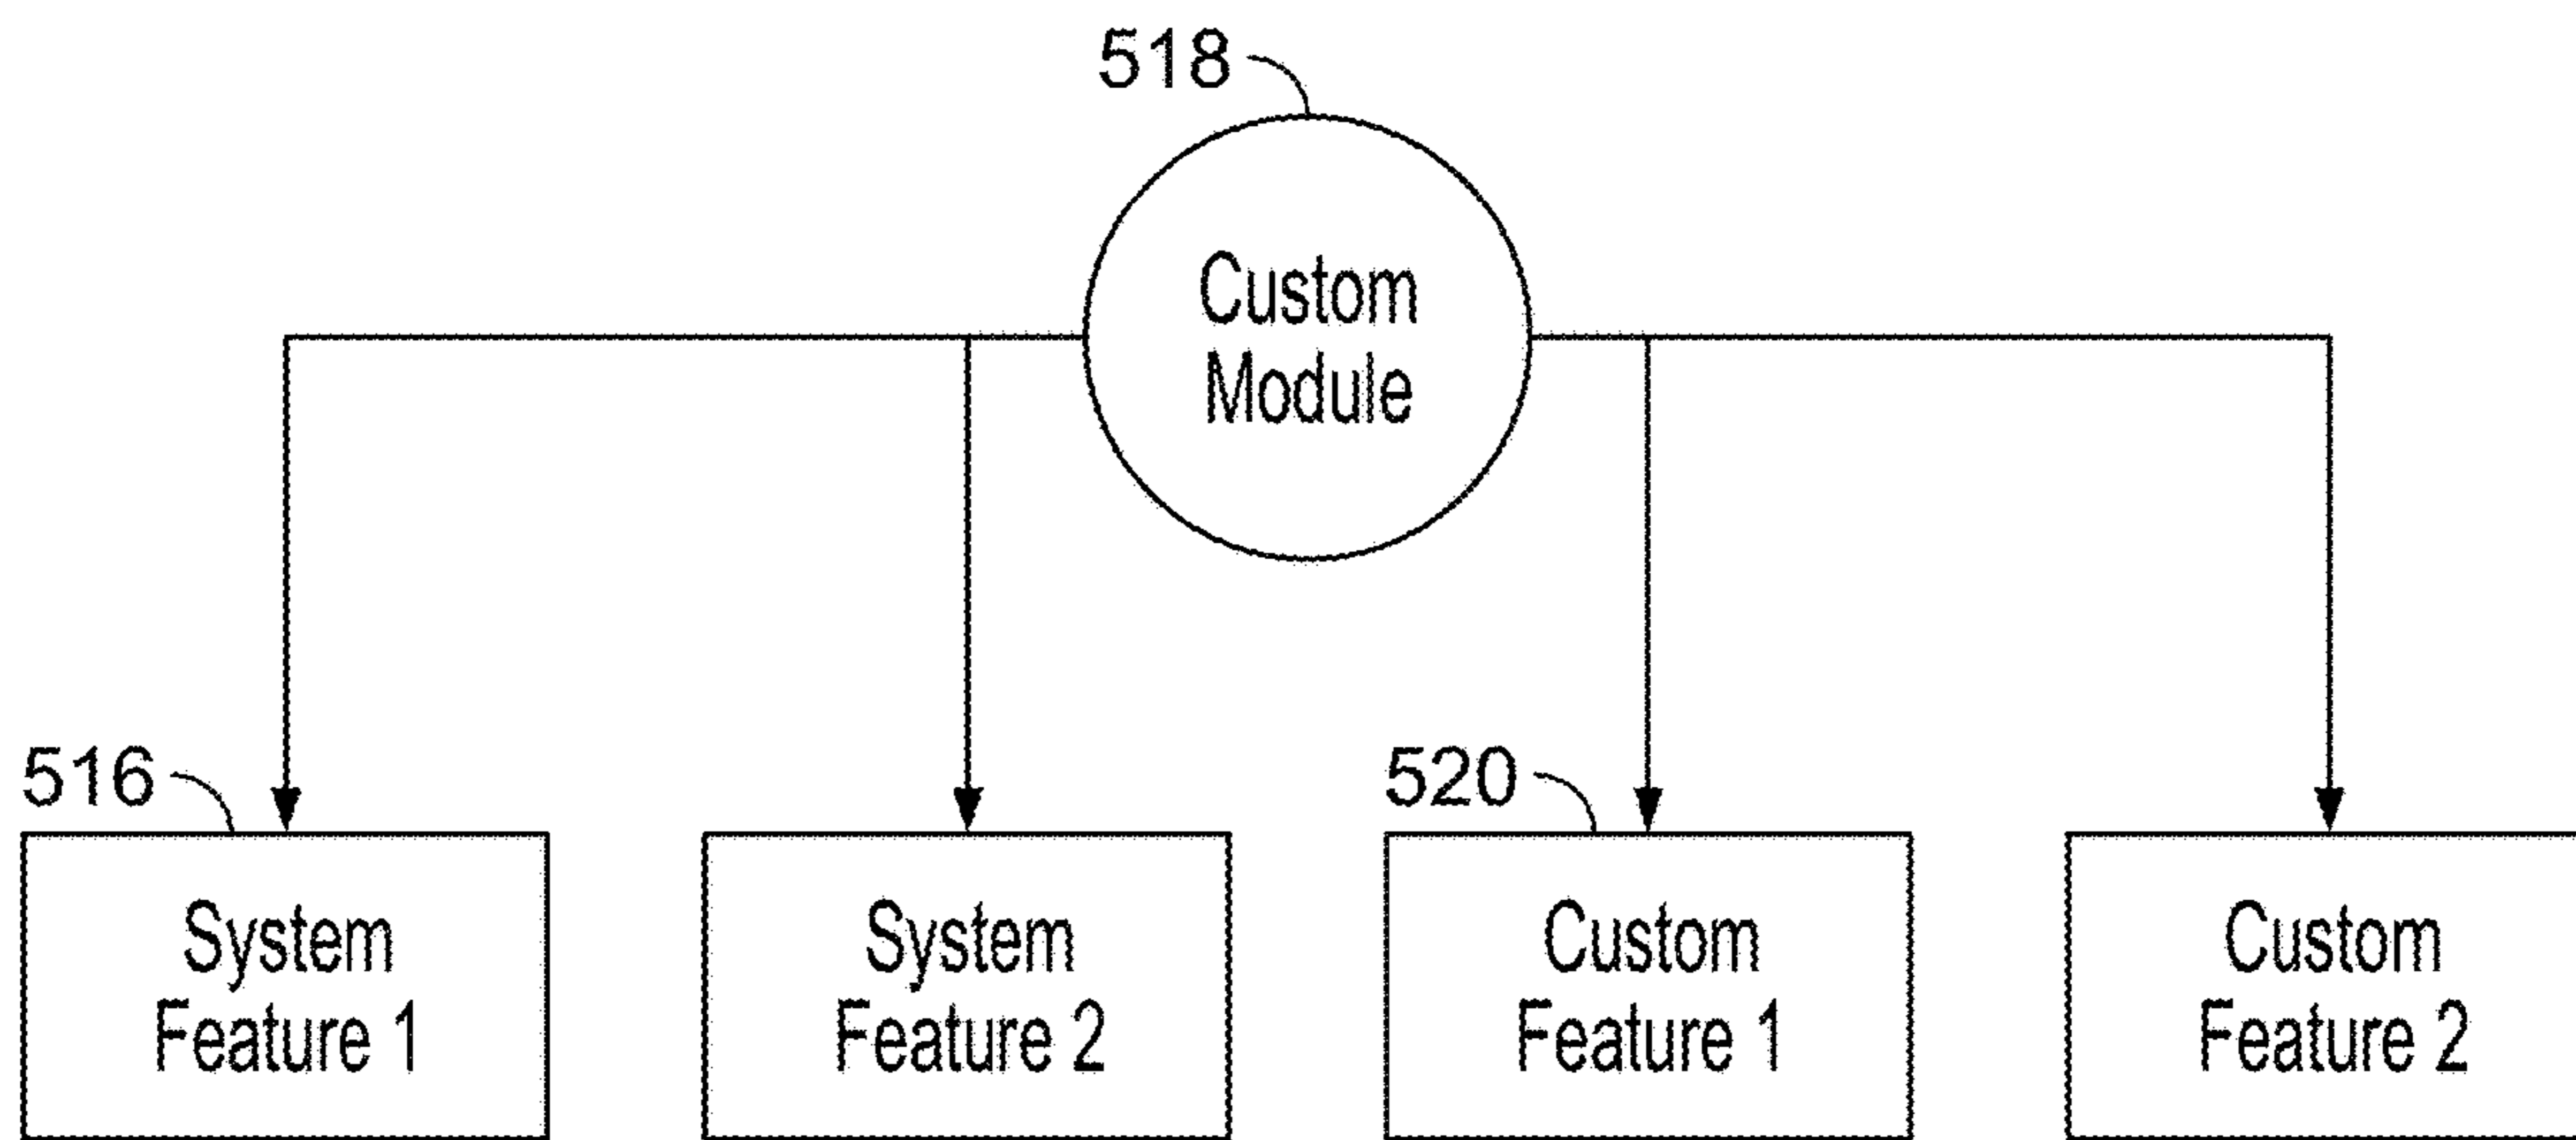 518
Custom
Module
516
520
System
Feature 1
System
Feature 2
Custom
Feature 1
Custom
Feature 2